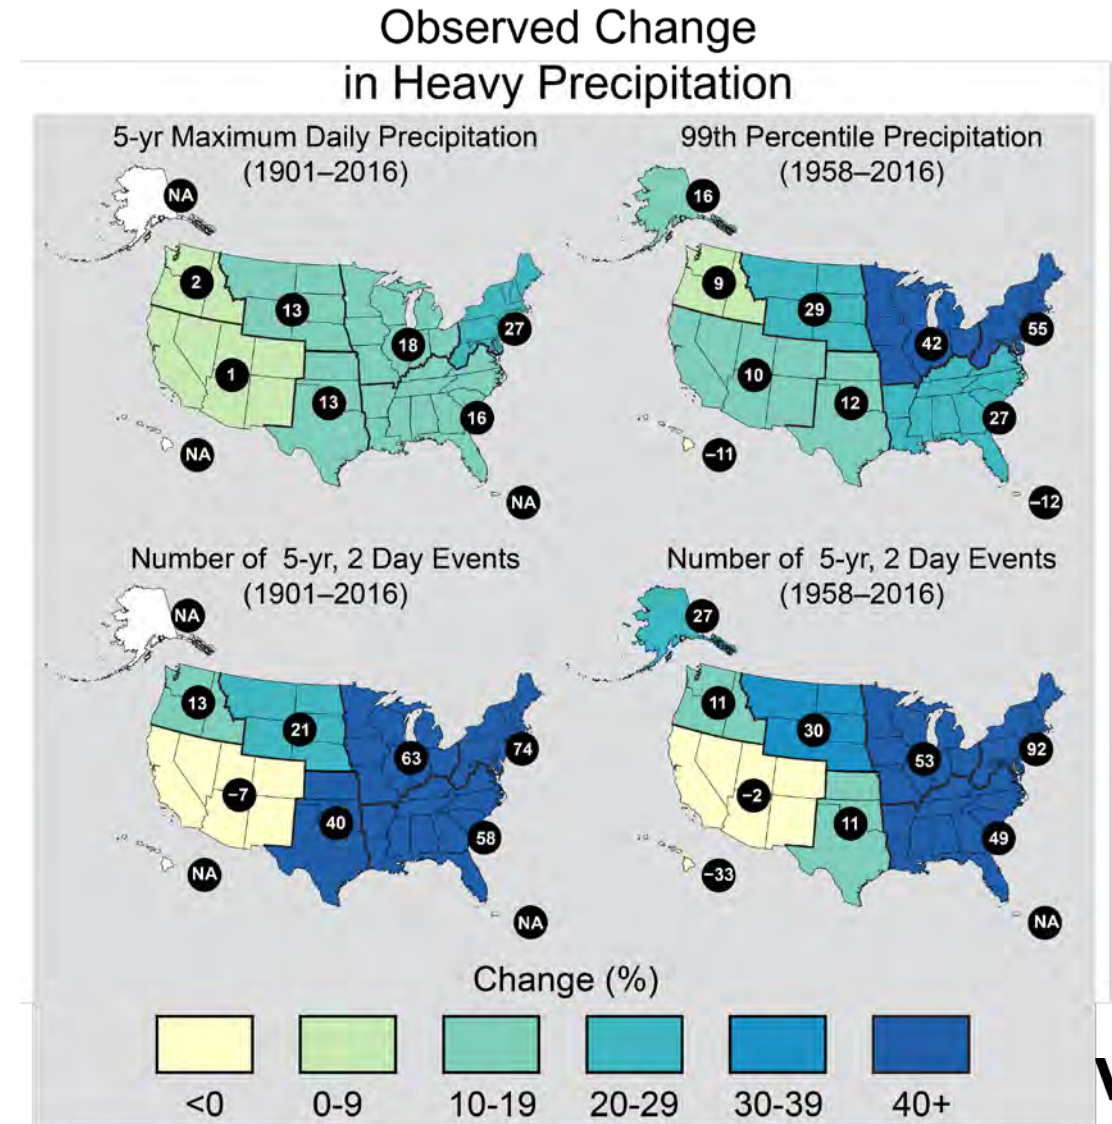 Observed Change
in Heavy Precipitation
5-yr Maximum Daily Precipitation
(1901–2016)
NA
2
13
18
27
1
13
16
NA
NA
99th Percentile Precipitation
(1958–2016)
16
9
29
42
55
10
12
27
–11
–12
Number of 5-yr, 2 Day Events
(1901–2016)
NA
13
21
63
74
–7
40
58
NA
NA
Number of 5-yr, 2 Day Events
(1958–2016)
27
11
30
53
92
–2
11
49
–33
NA
Change (%)
<0 0-9 10-19 20-29 30-39 40+